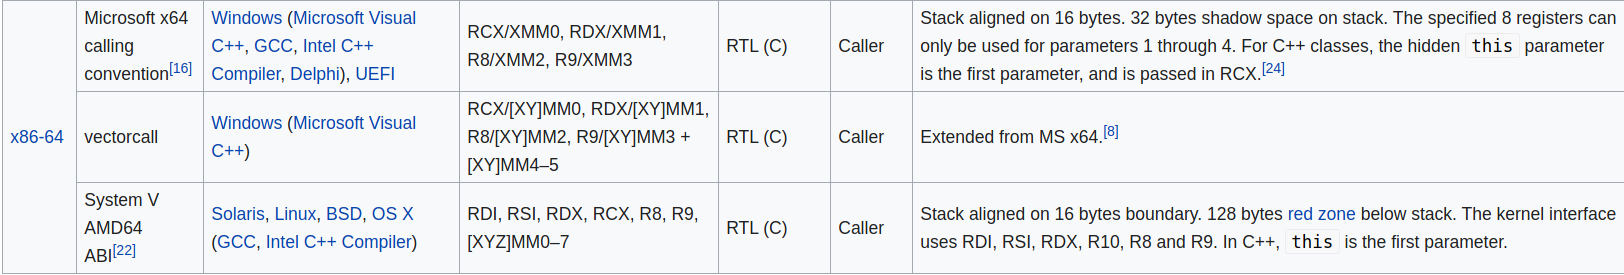 x86-64
Microsoft x64
calling
convention[16]
Windows (Microsoft Visual
C++, GCC, Intel C++
Compiler, Delphi), UEFI
RCX/XMM0, RDX/XMM1,
R8/XMM2, R9/XMM3
RTL (C)
Caller
Stack aligned on 16 bytes. 32 bytes shadow space on stack. The specified 8 registers can
only be used for parameters 1 through 4. For C++ classes, the hidden this parameter
is the first parameter, and is passed in RCX.[24]
vectorcall
Windows (Microsoft Visual
C++)
RCX/[XY]MM0, RDX/[XY]MM1,
R8/[XY]MM2, R9/[XY]MM3 +
[XY]MM4–5
RTL (C)
Caller
Extended from MS x64.[8]
System V
AMD64
ABI[22]
Solaris, Linux, BSD, OS X
(GCC, Intel C++ Compiler)
RDI, RSI, RDX, RCX, R8, R9,
[XYZ]MM0–7
RTL (C)
Caller
Stack aligned on 16 bytes boundary. 128 bytes red zone below stack. The kernel interface
uses RDI, RSI, RDX, R10, R8 and R9. In C++, this is the first parameter.